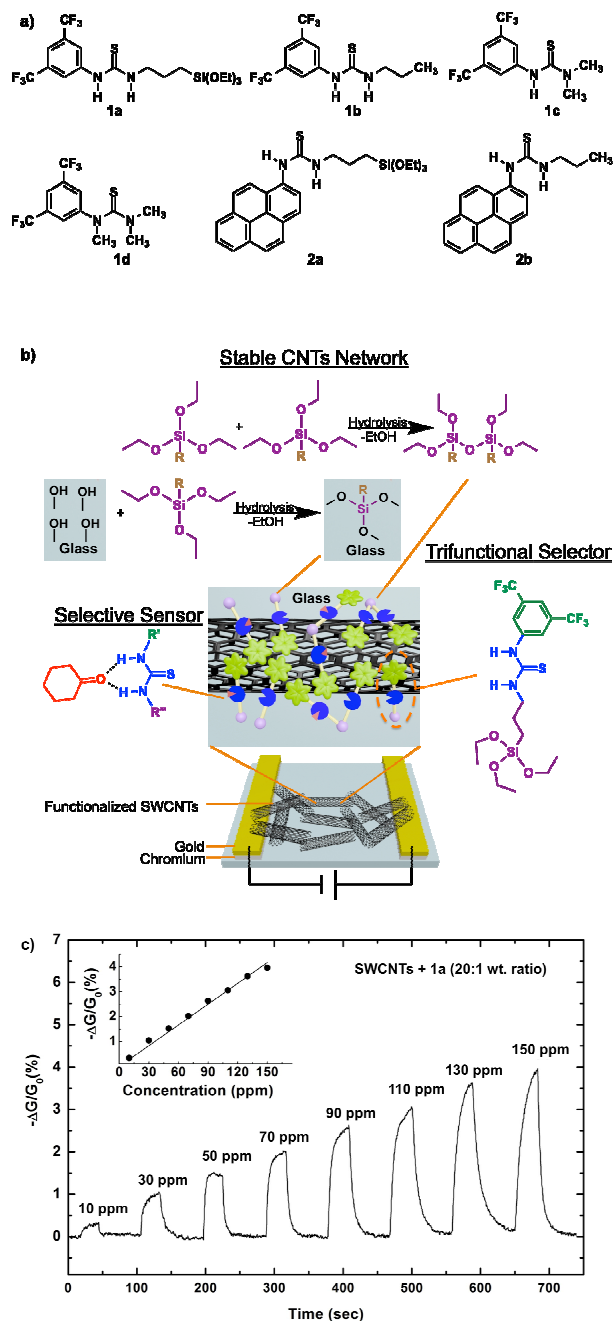 a)
CF₃
F₃C
N
H
S
N
H
Si(OEt)₃
1a
CF₃
F₃C
N
H
S
N
H
CH₃
1b
CF₃
F₃C
N
H
S
N
CH₃
CH₃
1c
CF₃
F₃C
N
CH₃
S
N
CH₃
CH₃
1d
H
N
S
N
H
Si(OEt)₃
2a
H
N
S
N
H
CH₃
2b
b)
Stable CNTs Network
O
O Si O
R
+
O
O Si O
R
Hydrolysis
-EtOH
O O
O Si O Si O
R R
OH OH
OH OH
Glass
+
R
O Si O
O
Hydrolysis
-EtOH
R
O Si O
O
Glass
Trifunctional Selector
Glass
Selective Sensor
R'
H-N
O
S
H-N
R''
F₃C
CF₃
H-N
S
H-N
O Si O
O O
Functionalized SWCNTs
Gold
Chromium
c)
SWCNTs + 1a (20:1 wt. ratio)
-ΔG/G₀(%)
7
6
5
4
3
2
1
0
-ΔG/G₀(%)
4
3
2
1
0 30 60 90 120 150
Concentration (ppm)
10 ppm
30 ppm
50 ppm
70 ppm
90 ppm
110 ppm
130 ppm
150 ppm
0 100 200 300 400 500 600 700
Time (sec)